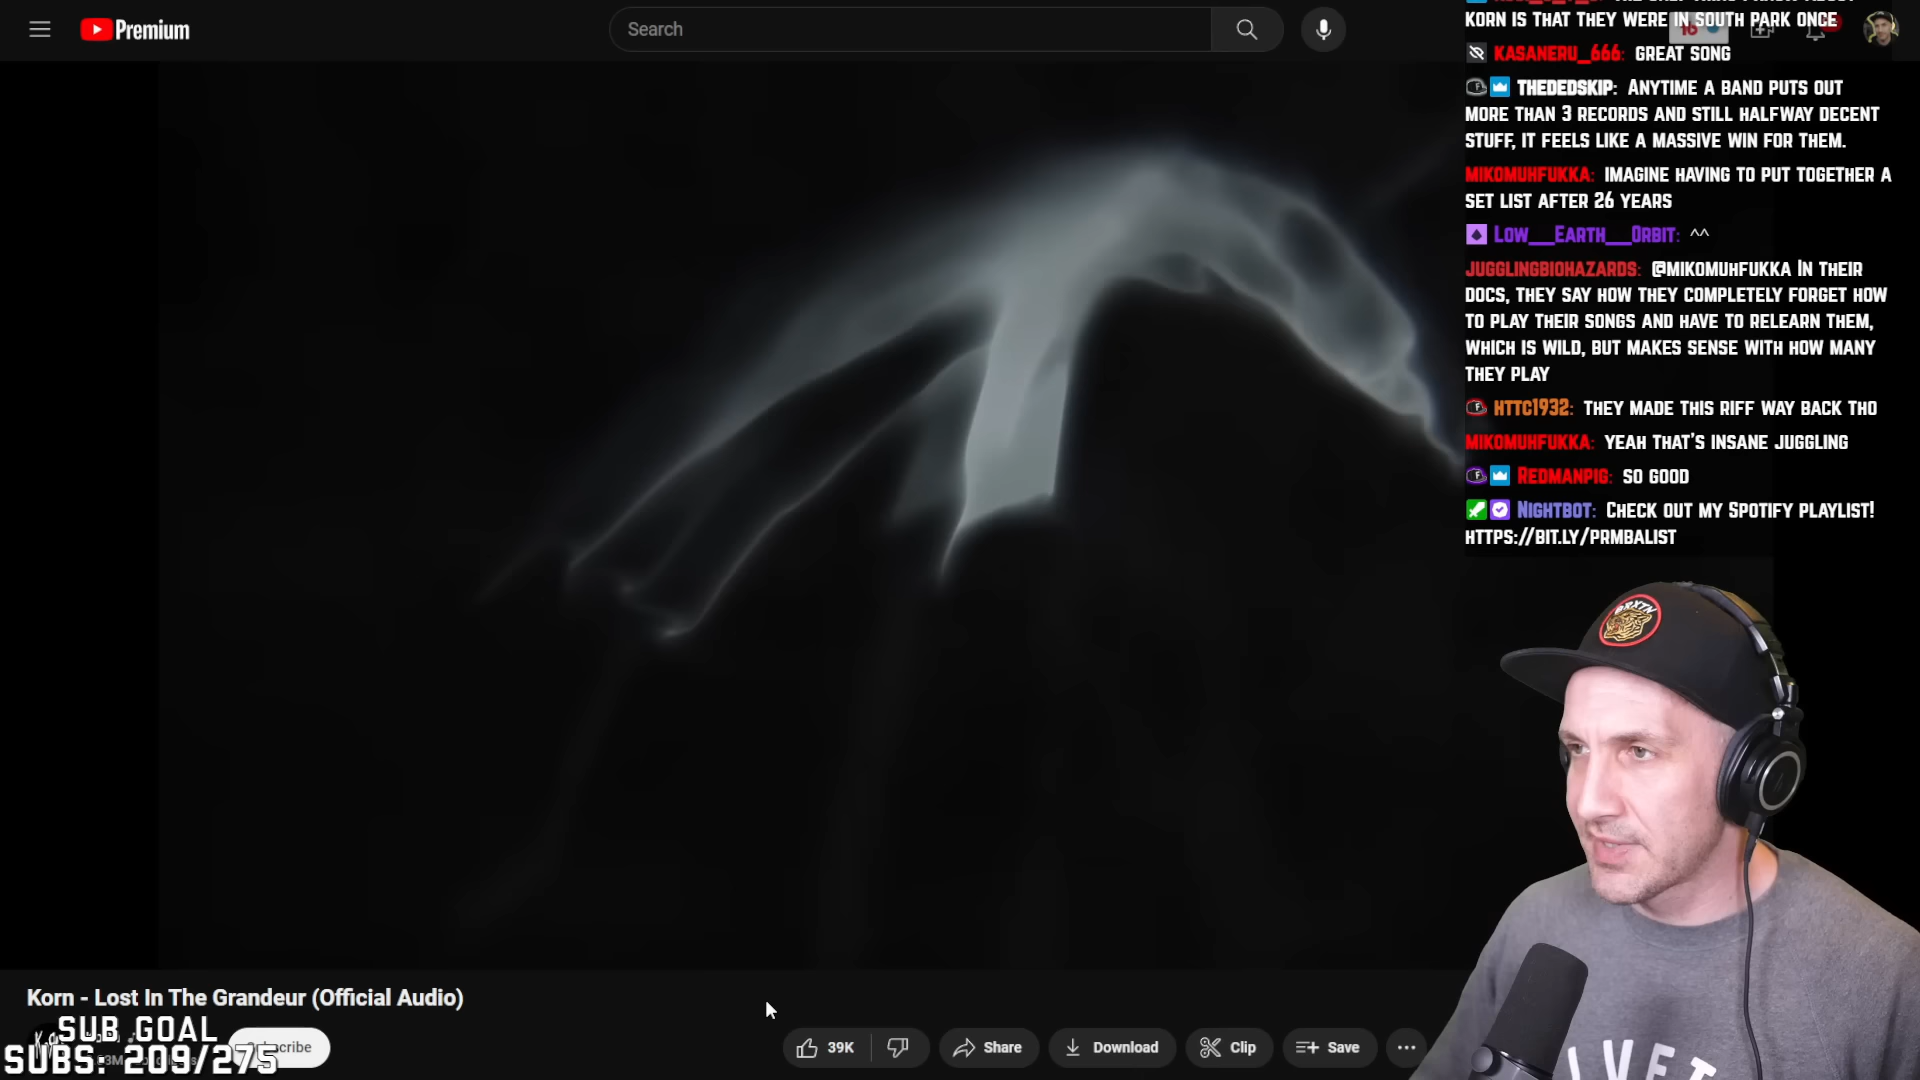 Premium
Search
KORN IS THAT THEY WERE IN SOUTH PARK ONCE
KASANERU_666: GREAT SONG
THEDEDSKIP: ANYTIME A BAND PUTS OUT
MORE THAN 3 RECORDS AND STILL HALFWAY DECENT
STUFF, IT FEELS LIKE A MASSIVE WIN FOR THEM.
MIKOMUHFUKKA: IMAGINE HAVING TO PUT TOGETHER A
SET LIST AFTER 26 YEARS
LOW__EARTH__ORBIT: ^^
JUGGLINGBIOHAZARDS: @MIKOMUHFUKKA IN THEIR
DOCS, THEY SAY HOW THEY COMPLETELY FORGET HOW
TO PLAY THEIR SONGS AND HAVE TO RELEARN THEM,
WHICH IS WILD, BUT MAKES SENSE WITH HOW MANY
THEY PLAY
HTTC1932: THEY MADE THIS RIFF WAY BACK THO
MIKOMUHFUKKA: YEAH THAT'S INSANE JUGGLING
REDMANPIG: SO GOOD
NIGHTBOT: CHECK OUT MY SPOTIFY PLAYLIST!
HTTPS://BIT.LY/PRMBALIST
BRXTN
Korn - Lost In The Grandeur (Official Audio)
SUB GOAL
SUBS: 209/275
39K
Share
Download
Clip
Save